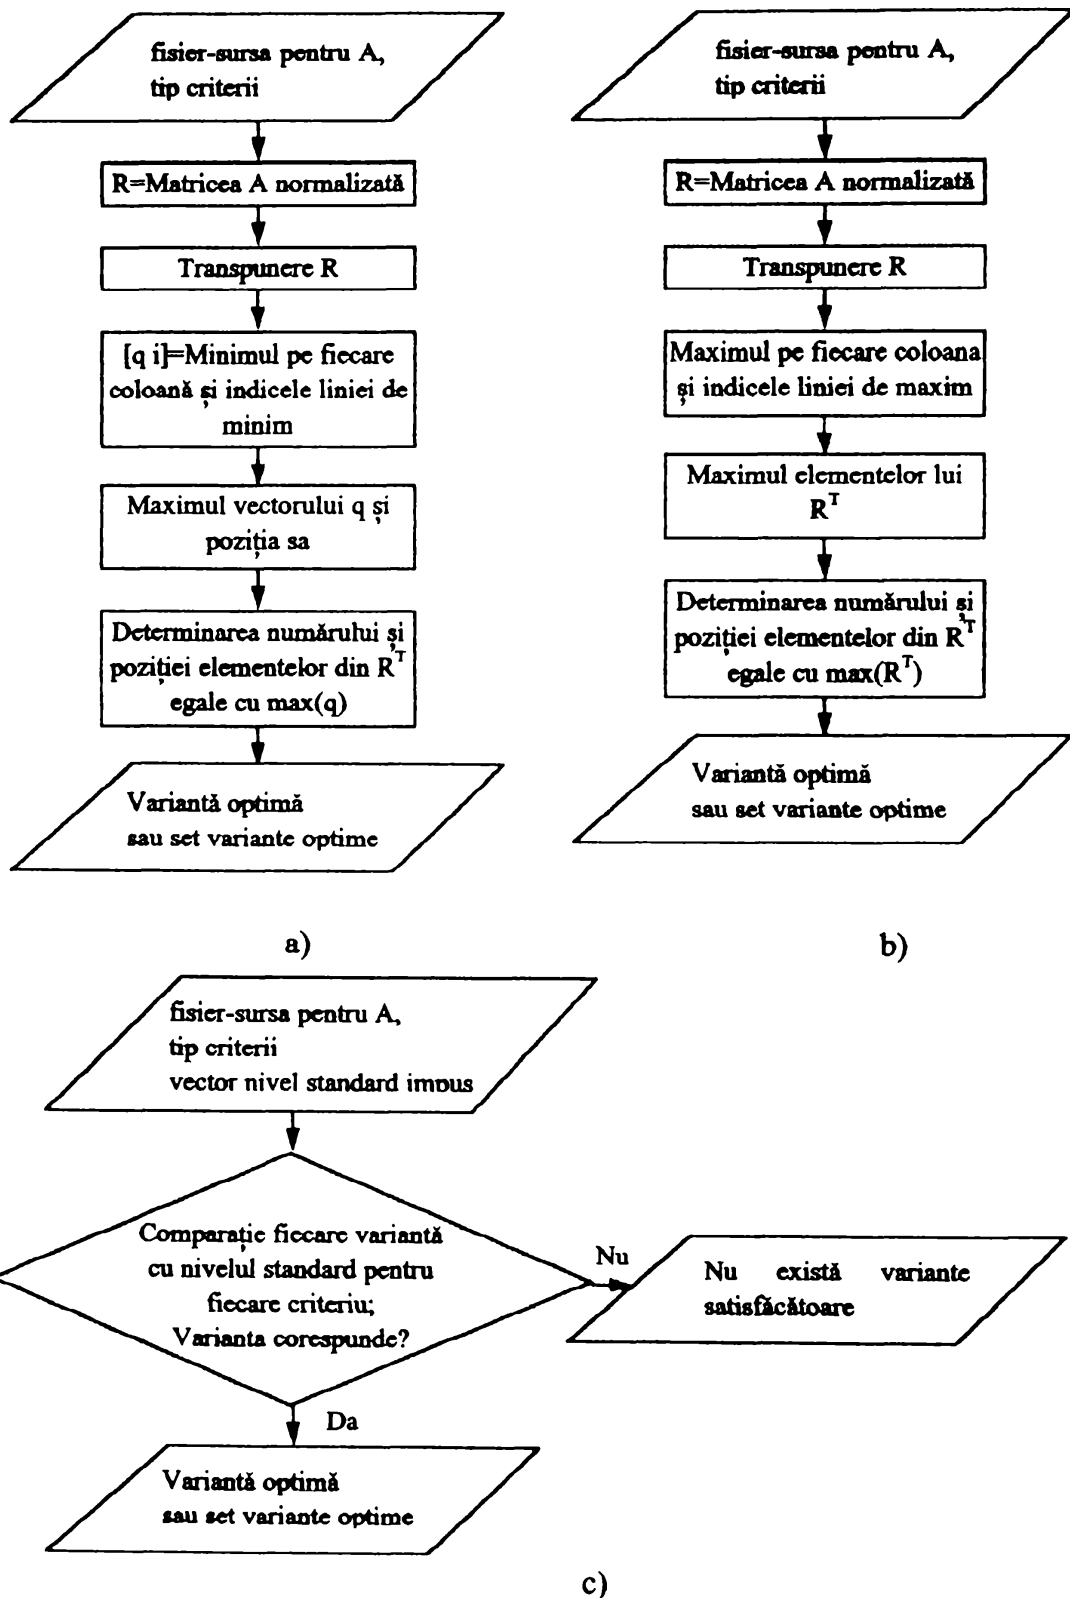 fisier-sursa pentru A,
tip criterii
R=Matricea A normalizată
Transpunere R
[q i]=Minimul pe fiecare
coloană și indicele liniei de
minim
Maximul vectorului q și
poziția sa
Determinarea numărului și
poziției elementelor din R^T
egale cu max(q)
Variantă optimă
sau set variante optime
a)
fisier-sursa pentru A,
tip criterii
R=Matricea A normalizată
Transpunere R
Maximul pe fiecare coloana
și indicele liniei de maxim
Maximul elementelor lui
R^T
Determinarea numărului și
poziției elementelor din R^T
egale cu max(R^T)
Variantă optimă
sau set variante optime
b)
fisier-sursa pentru A,
tip criterii
vector nivel standard impus
Comparație fiecare variantă
cu nivelul standard pentru
fiecare criteriu;
Varianta corespunde?
Nu
Nu există variante
satisfăcătoare
Da
Variantă optimă
sau set variante optime
c)